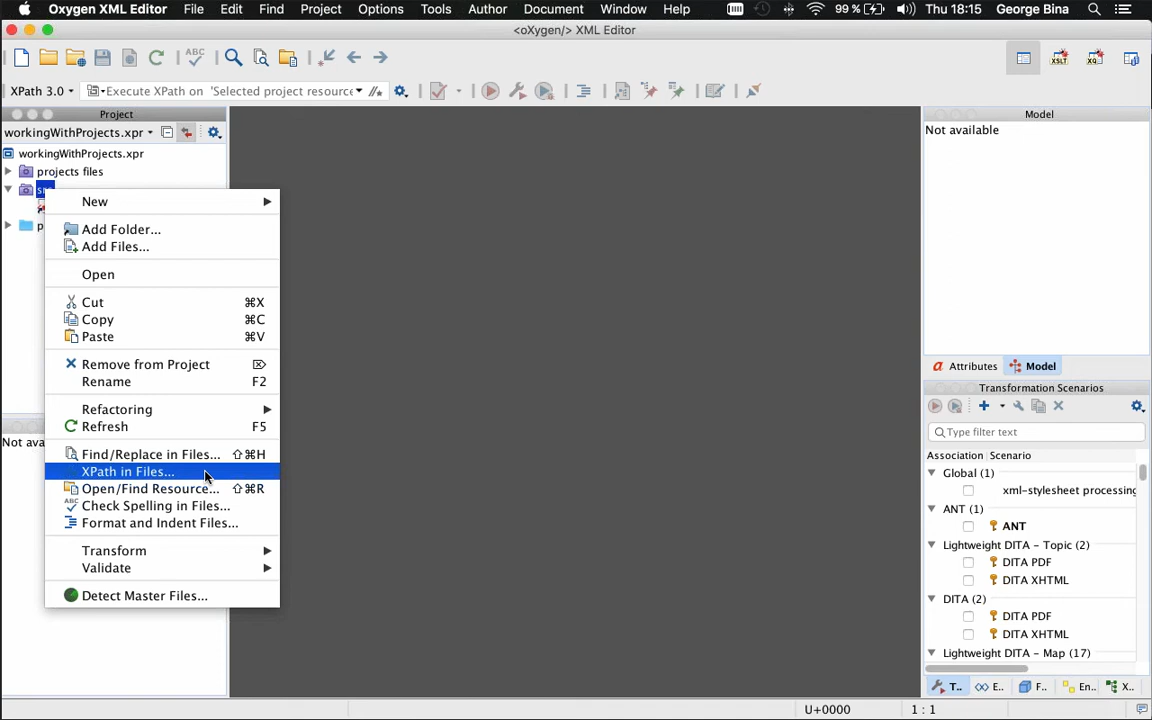 Oxygen XML Editor File Edit Find Project Options Tools Author Document Window Help 99 % Thu 18:15 George Bina
<oXygen/> XML Editor
XPath 3.0 Execute XPath on 'Selected project resource //
Project
workingWithProjects.xpr
workingWithProjects.xpr
projects files
New
Add Folder...
Add Files...
Open
Cut ⌘X
Copy ⌘C
Paste ⌘V
Remove from Project ⌦
Rename F2
Refactoring
Refresh F5
Find/Replace in Files... ⇧⌘H
XPath in Files...
Open/Find Resource... ⇧⌘R
Check Spelling in Files...
Format and Indent Files...
Transform
Validate
Detect Master Files...
Not ava
Model
Not available
Attributes Model
Transformation Scenarios
Type filter text
Association Scenario
Global (1)
xml-stylesheet processing
ANT (1)
ANT
Lightweight DITA - Topic (2)
DITA PDF
DITA XHTML
DITA (2)
DITA PDF
DITA XHTML
Lightweight DITA - Map (17)
T.. E.. F.. En.. X..
U+0000 1 : 1